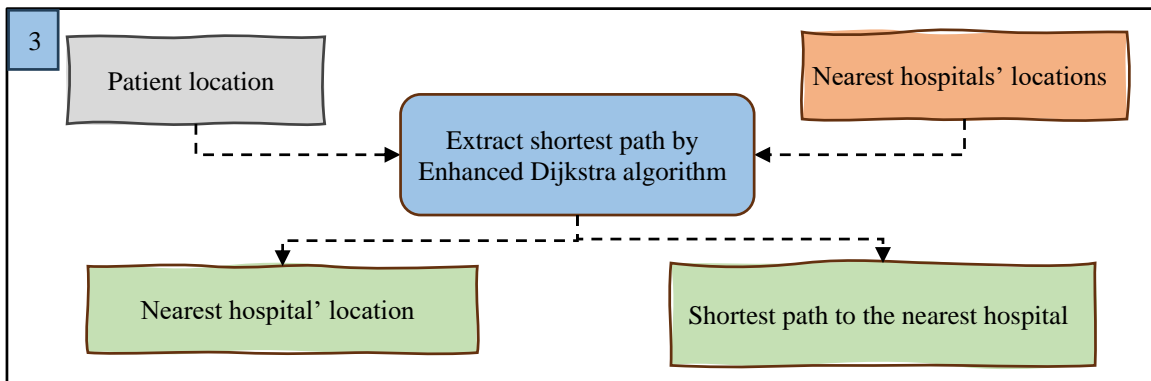 3
Patient location
Nearest hospitals’ locations
Extract shortest path by
Enhanced Dijkstra algorithm
Nearest hospital’ location
Shortest path to the nearest hospital